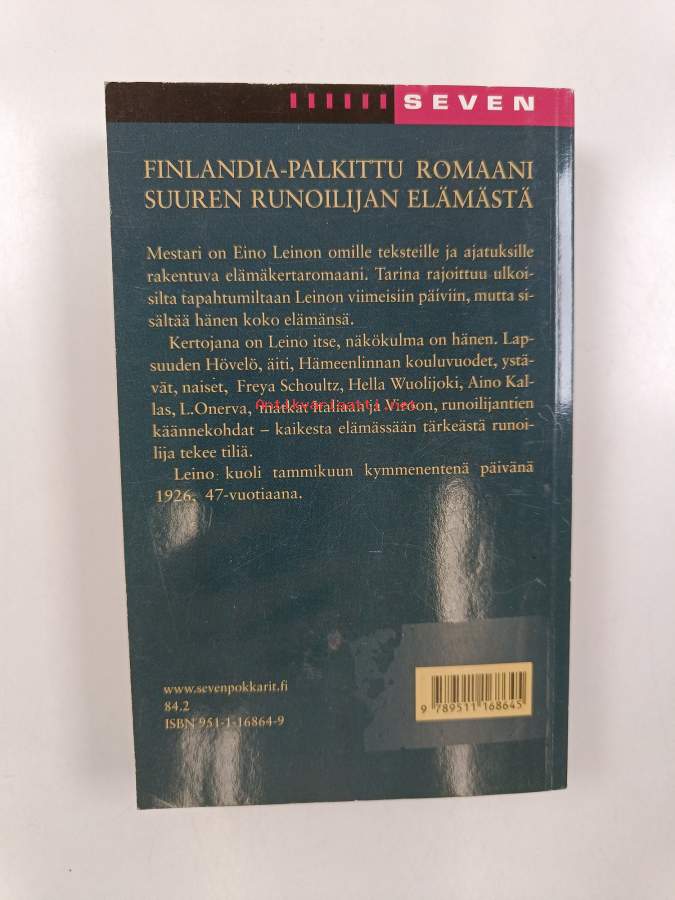 SEVEN
FINLANDIA-PALKITTU ROMAANI
SUUREN RUNOILIJAN ELÄMÄSTÄ
Mestari on Eino Leinon omille teksteille ja ajatuksille
rakentuva elämäkertaromaani. Tarina rajoittuu ulkoi-
silta tapahtumiltaan Leinon viimeisiin päiviin, mutta si-
sältää hänen koko elämänsä.
Kertojana on Leino itse, näkökulma on hänen. Lap-
suuden Hövelö, äiti, Hämeenlinnan kouluvuodet, ystä-
vät, naiset, Freya Schoultz, Hella Wuolijoki, Aino Kal-
Antikvariaatti Viet
las, L.Onerva, matkat Italiaan ja Viroon, runoilijantien
käännekohdat – kaikesta elämässään tärkeästä runoi-
lija tekee tiliä.
Leino kuoli tammikuun kymmenentenä päivänä
1926, 47-vuotiaana.
www.sevenpokkarit.fi
84.2
ISBN 951-1-16864-9
9 789511 168645